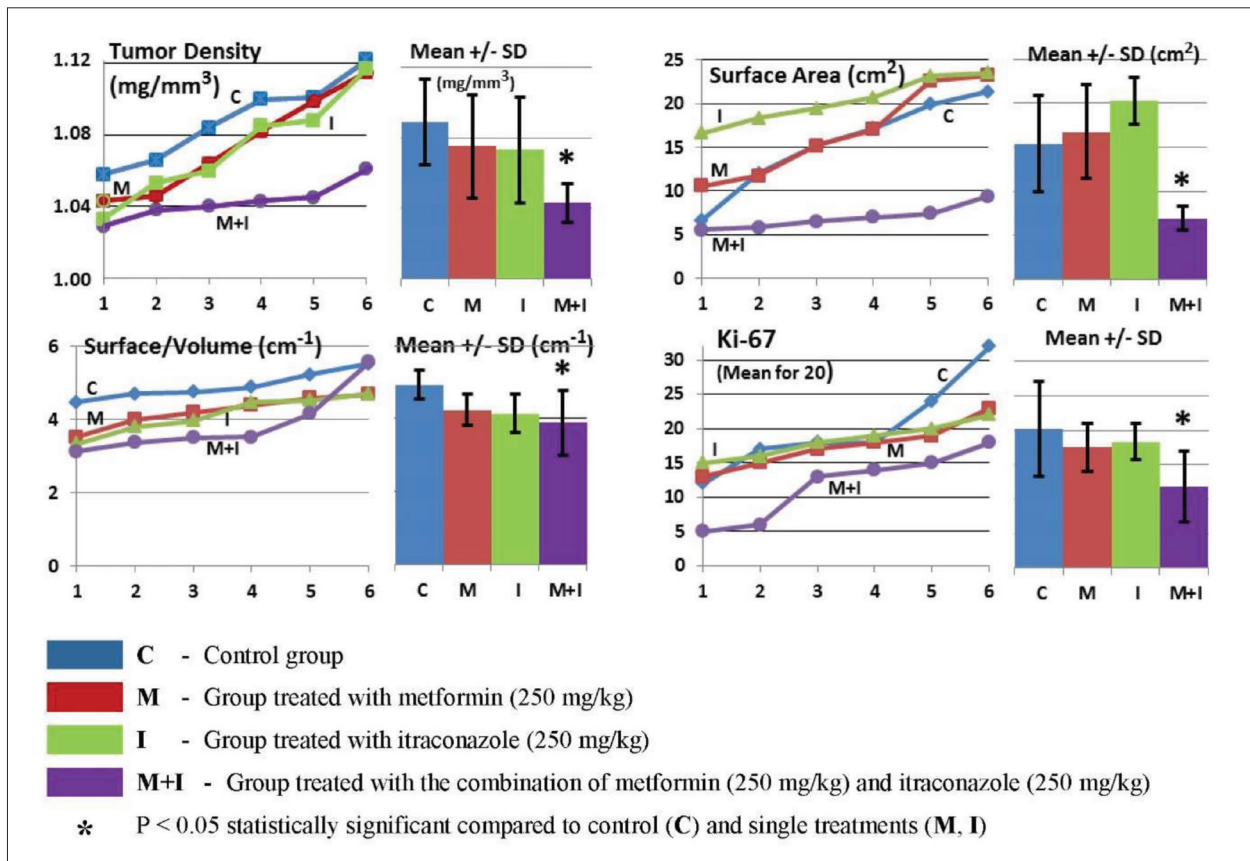 Tumor Density
(mg/mm³)
1.12
1.08
1.04
1.00
C
I
M
M+I
1 2 3 4 5 6
Mean +/- SD
(mg/mm³)
*
C M I M+I
Surface Area (cm²)
25
20
15
10
5
0
I
C
M
M+I
1 2 3 4 5 6
Mean +/- SD (cm²)
*
C M I M+I
Surface/Volume (cm⁻¹)
6
4
2
0
C
M
I
M+I
1 2 3 4 5 6
Mean +/- SD (cm⁻¹)
*
C M I M+I
Ki-67
(Mean for 20)
30
25
20
15
10
5
0
C
I
M
M+I
1 2 3 4 5 6
Mean +/- SD
*
C M I M+I
C - Control group
M - Group treated with metformin (250 mg/kg)
I - Group treated with itraconazole (250 mg/kg)
M+I - Group treated with the combination of metformin (250 mg/kg) and itraconazole (250 mg/kg)
* P < 0.05 statistically significant compared to control (C) and single treatments (M, I)